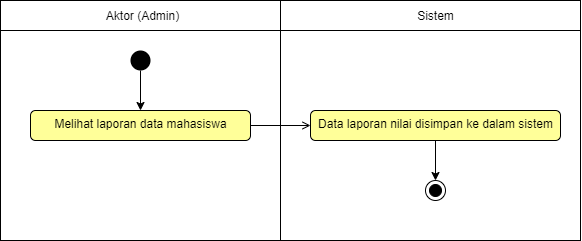 Aktor (Admin)
Sistem
Melihat laporan data mahasiswa
Data laporan nilai disimpan ke dalam sistem